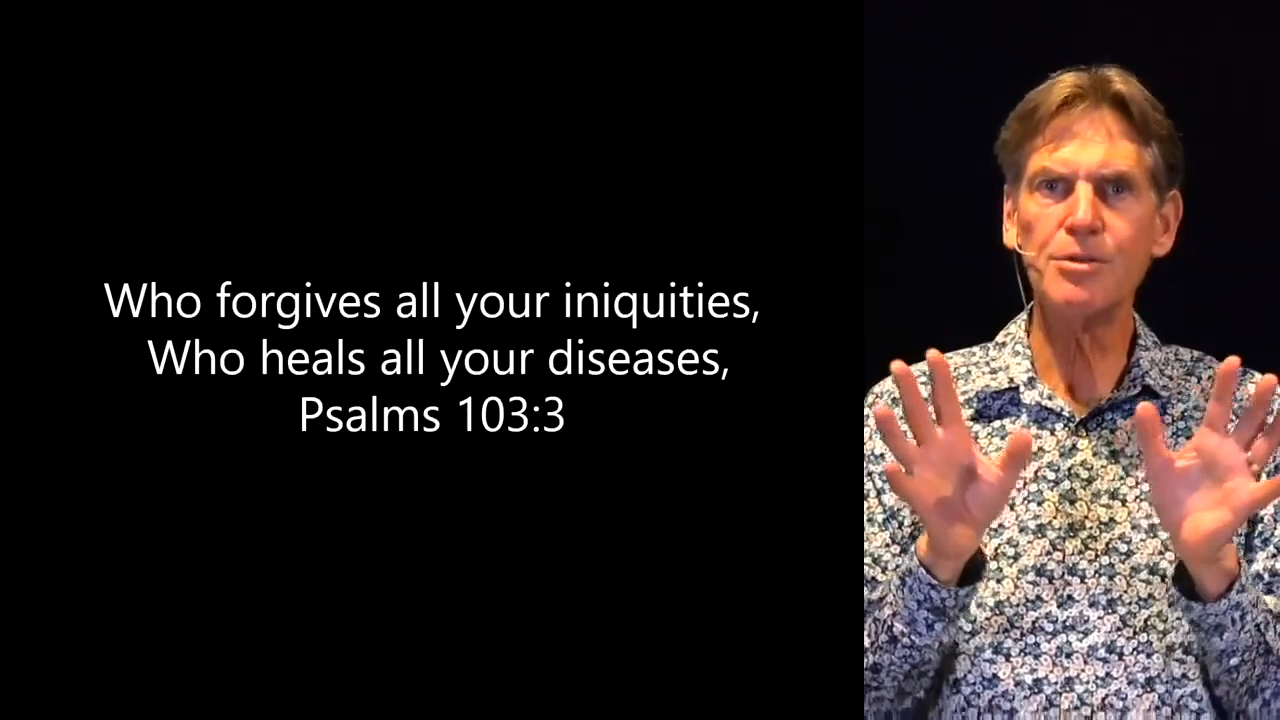 Who forgives all your iniquities,
Who heals all your diseases,
Psalms 103:3